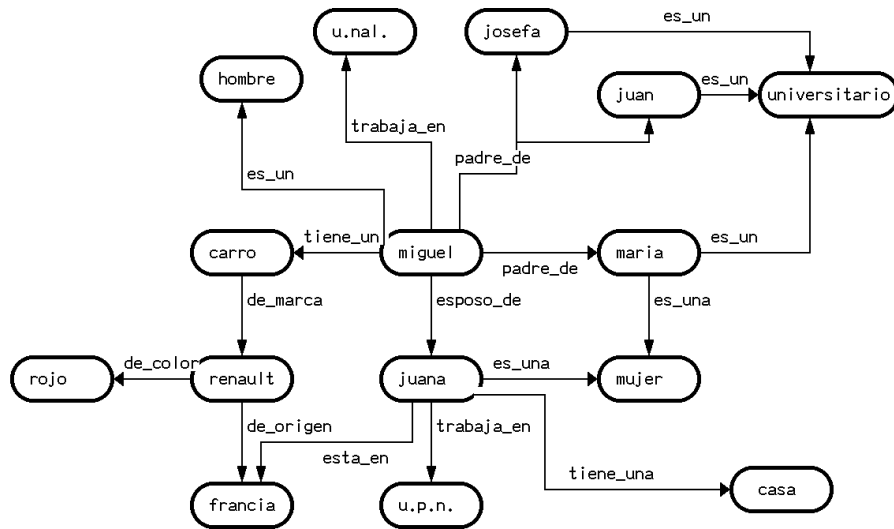 u.nal.
josefa
es_un
hombre
juan
es_un
universitario
trabaja_en
padre_de
es_un
carro
tiene_un
miguel
padre_de
maria
es_un
de_marca
esposo_de
es_una
rojo
de_color
renault
juana
es_una
mujer
de_origen
esta_en
trabaja_en
tiene_una
francia
u.p.n.
casa